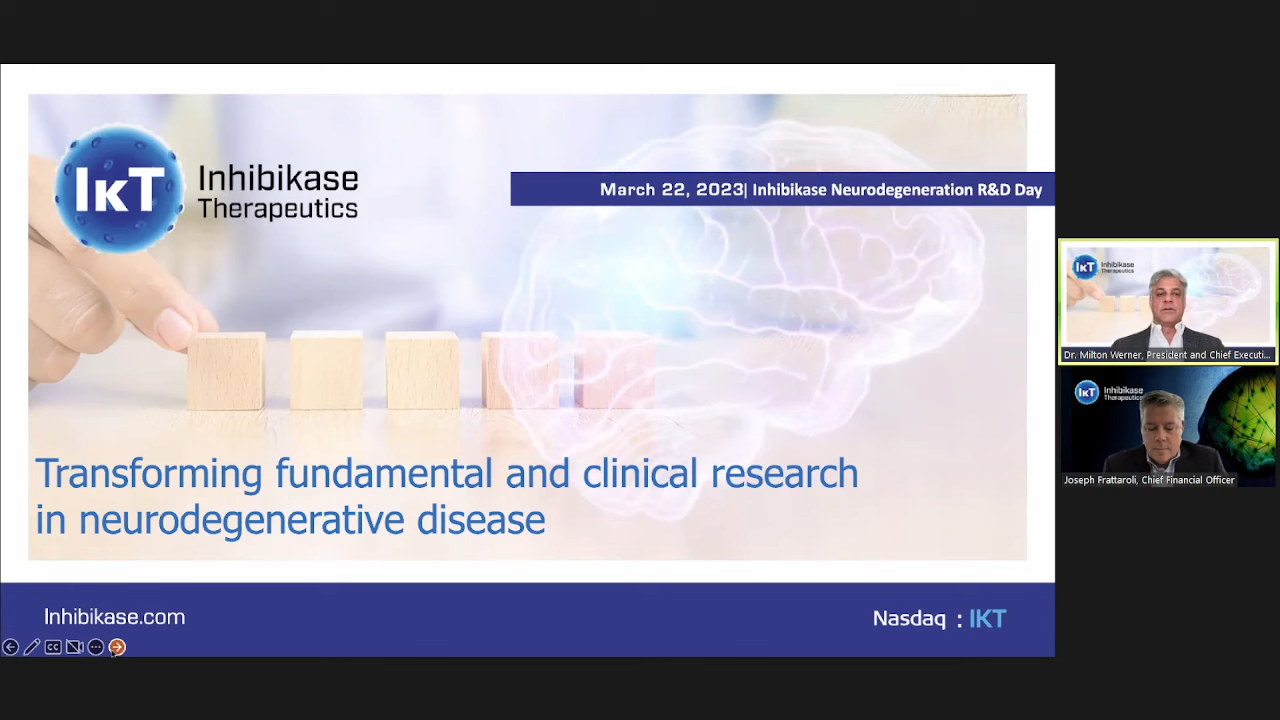 IKT
Inhibikase
Therapeutics
March 22, 2023| Inhibikase Neurodegeneration R&D Day
Transforming fundamental and clinical research
in neurodegenerative disease
Inhibikase.com
Nasdaq : IKT
CC
IKT
Inhibikase
Therapeutics
Dr. Milton Werner, President and Chief Executi...
IKT
Inhibikase
Therapeutics
Joseph Frattaroli, Chief Financial Officer